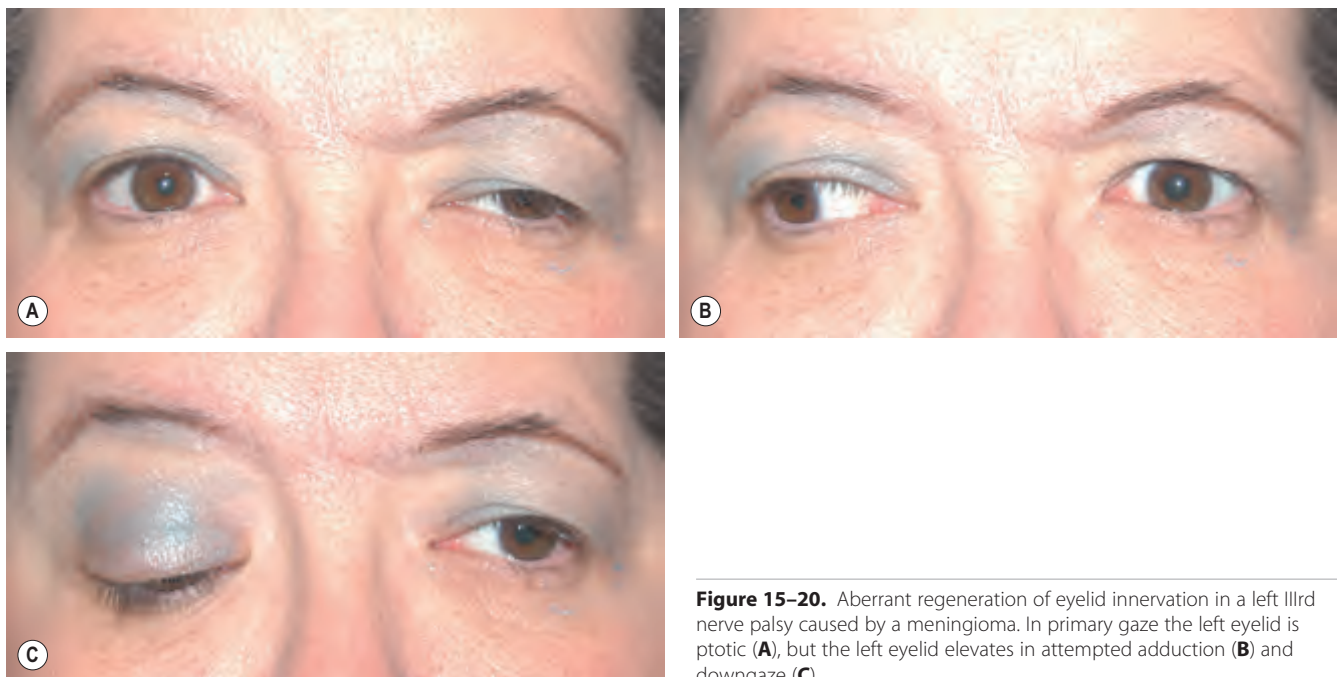 A
B
C
Figure 15–20. Aberrant regeneration of eyelid innervation in a left IIIrd
nerve palsy caused by a meningioma. In primary gaze the left eyelid is
ptotic (A), but the left eyelid elevates in attempted adduction (B) and
downgaze (C).